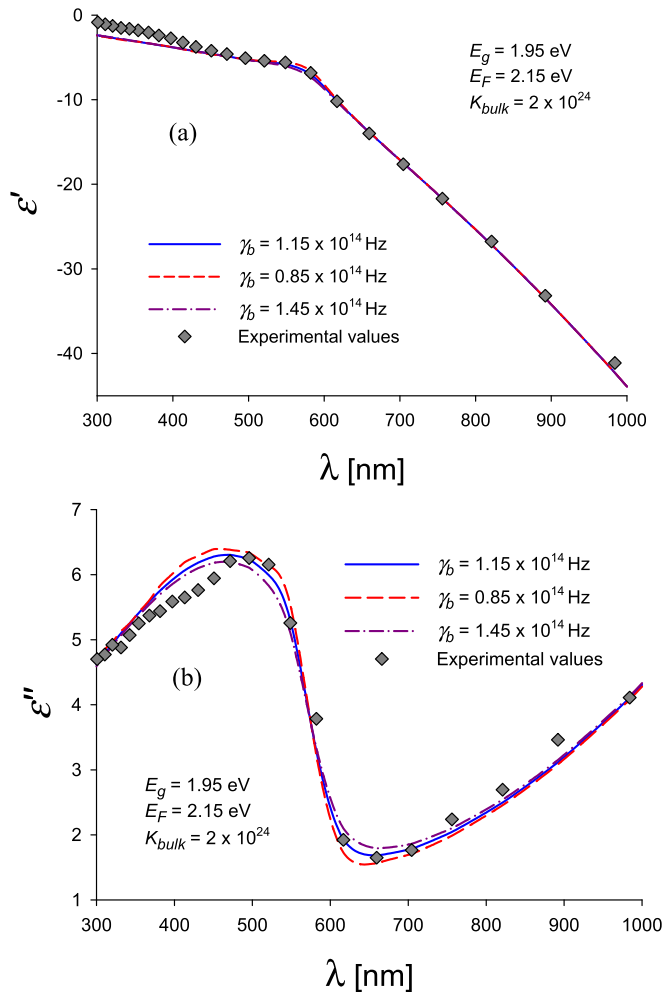 0
-10
-20
-30
-40
ε'
E_g = 1.95 eV
E_F = 2.15 eV
K_bulk = 2 x 10^24
(a)
γ_b = 1.15 x 10^14 Hz
γ_b = 0.85 x 10^14 Hz
γ_b = 1.45 x 10^14 Hz
Experimental values
300 400 500 600 700 800 900 1000
λ [nm]
7
6
5
4
3
2
1
ε"
γ_b = 1.15 x 10^14 Hz
γ_b = 0.85 x 10^14 Hz
γ_b = 1.45 x 10^14 Hz
Experimental values
(b)
E_g = 1.95 eV
E_F = 2.15 eV
K_bulk = 2 x 10^24
300 400 500 600 700 800 900 1000
λ [nm]